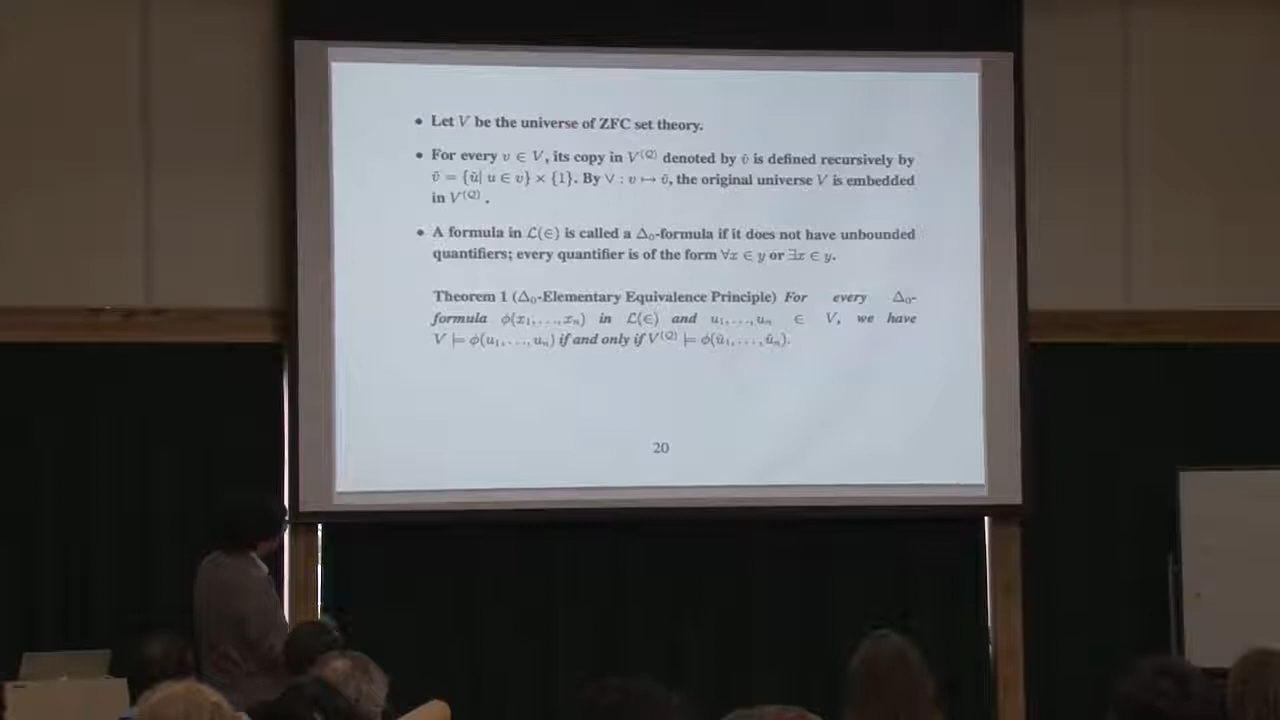 • Let V be the universe of ZFC set theory.
• For every v ∈ V, its copy in V^(Q) denoted by v̌ is defined recursively by
v̌ = {ǔ| u ∈ v} × {1}. By ∨ : v ↦ v̌, the original universe V is embedded
in V^(Q) .
• A formula in ℒ(∈) is called a Δ₀-formula if it does not have unbounded
quantifiers; every quantifier is of the form ∀x ∈ y or ∃x ∈ y.
Theorem 1 (Δ₀-Elementary Equivalence Principle) For every Δ₀-
formula ϕ(x₁,…,xₙ) in ℒ(∈) and u₁,…,uₙ ∈ V, we have
V ⊨ ϕ(u₁,…,uₙ) if and only if V^(Q) ⊨ ϕ(ǔ₁,…,ǔₙ).
20